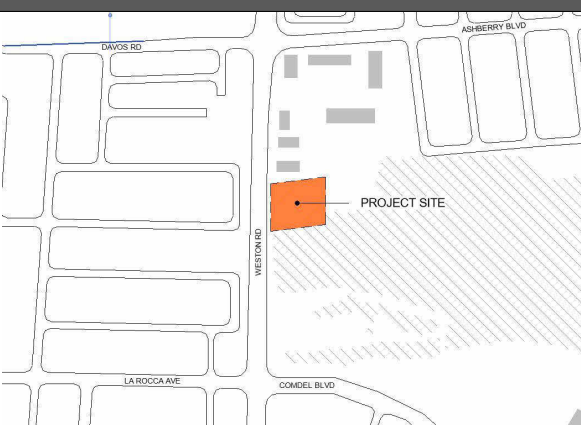 ASHBERRY BLVD
DAVOS RD
PROJECT SITE
WESTON RD
LA ROCCA AVE
COMDEL BLVD